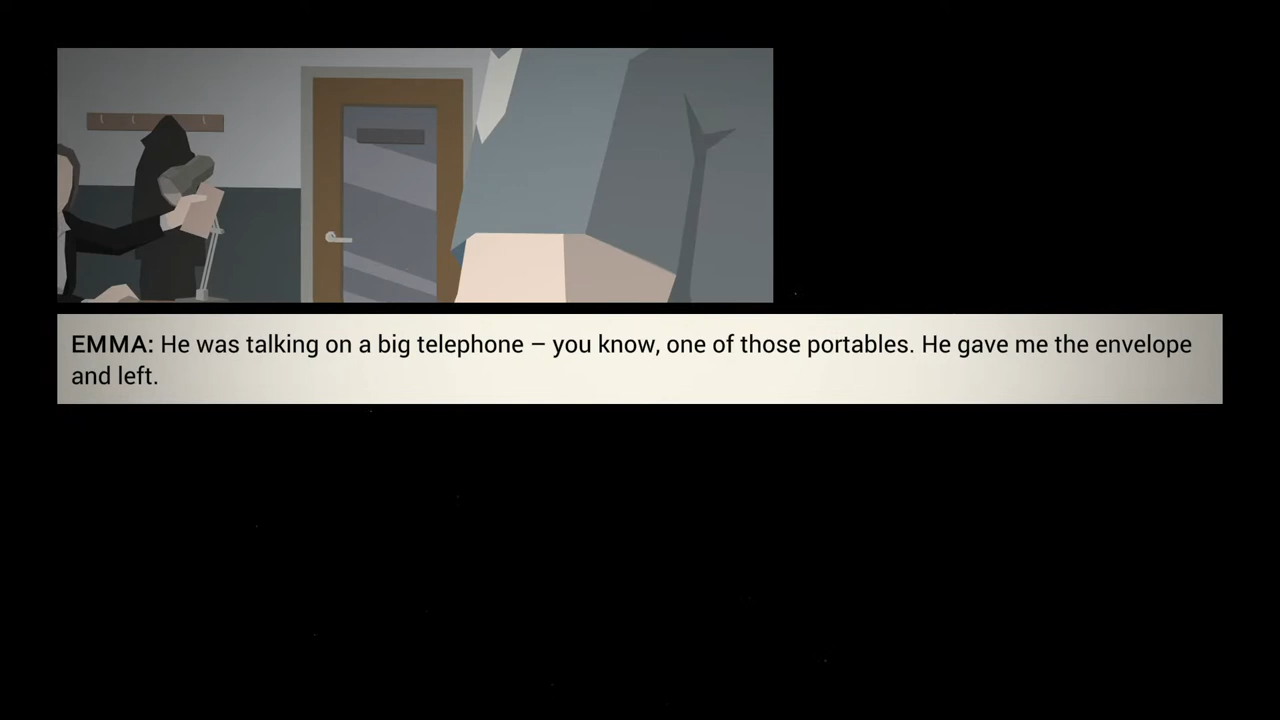 EMMA: He was talking on a big telephone – you know, one of those portables. He gave me the envelope
and left.